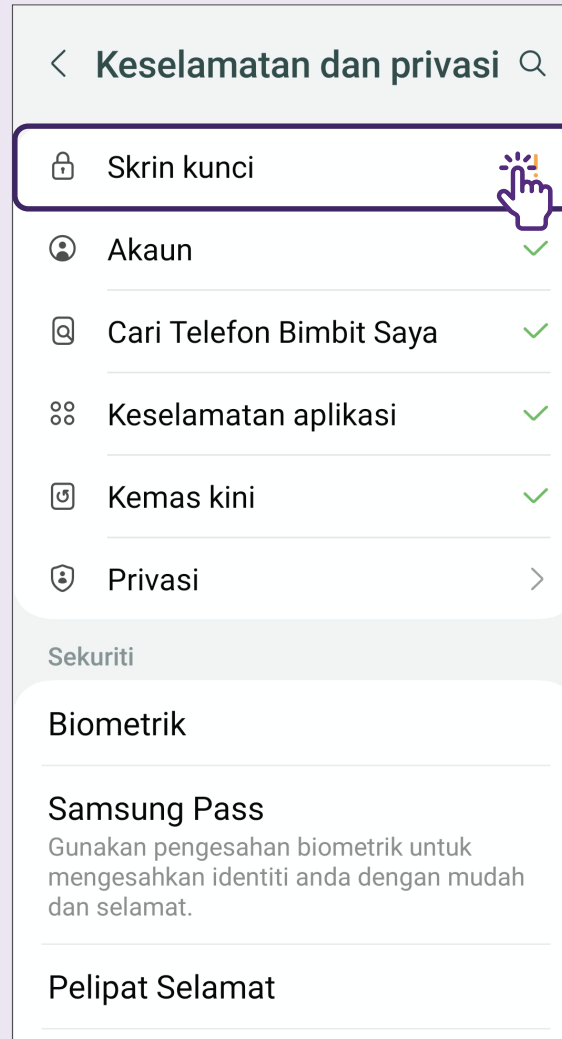 Keselamatan dan privasi
Skrin kunci
Akaun
Cari Telefon Bimbit Saya
Keselamatan aplikasi
Kemas kini
Privasi
Sekuriti
Biometrik
Samsung Pass
Gunakan pengesahan biometrik untuk
mengesahkan identiti anda dengan mudah
dan selamat.
Pelipat Selamat